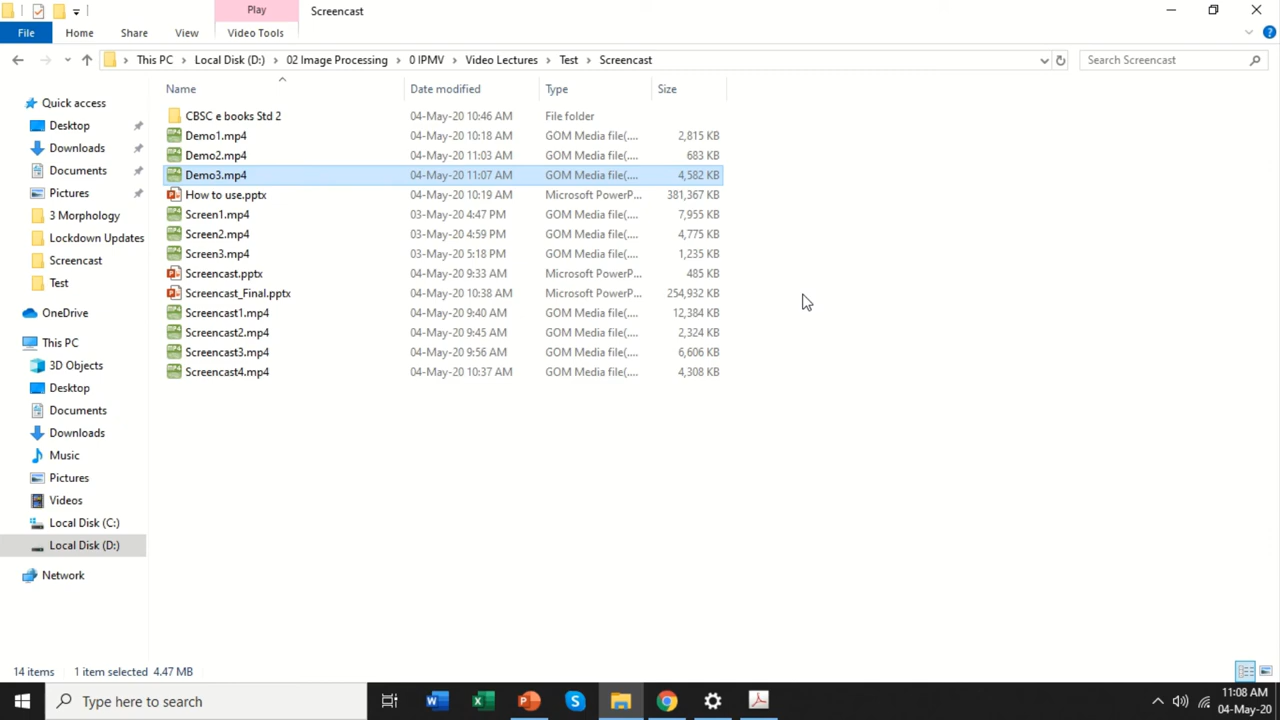 Play
Screencast
File
Home
Share
View
Video Tools
This PC
Local Disk (D:)
02 Image Processing
0 IPMV
Video Lectures
Test
Screencast
Search Screencast
Name
Date modified
Type
Size
Quick access
Desktop
Downloads
Documents
Pictures
3 Morphology
Lockdown Updates
Screencast
Test
OneDrive
This PC
3D Objects
Desktop
Documents
Downloads
Music
Pictures
Videos
Local Disk (C:)
Local Disk (D:)
Network
CBSC e books Std 2 04-May-20 10:46 AM File folder
Demo1.mp4 04-May-20 10:18 AM GOM Media file(.... 2,815 KB
Demo2.mp4 04-May-20 11:03 AM GOM Media file(.... 683 KB
Demo3.mp4 04-May-20 11:07 AM GOM Media file(.... 4,582 KB
How to use.pptx 04-May-20 10:19 AM Microsoft PowerP... 381,367 KB
Screen1.mp4 03-May-20 4:47 PM GOM Media file(.... 7,955 KB
Screen2.mp4 03-May-20 4:59 PM GOM Media file(.... 4,775 KB
Screen3.mp4 03-May-20 5:18 PM GOM Media file(.... 1,235 KB
Screencast.pptx 04-May-20 9:33 AM Microsoft PowerP... 485 KB
Screencast_Final.pptx 04-May-20 10:38 AM Microsoft PowerP... 254,932 KB
Screencast1.mp4 04-May-20 9:40 AM GOM Media file(.... 12,384 KB
Screencast2.mp4 04-May-20 9:45 AM GOM Media file(.... 2,324 KB
Screencast3.mp4 04-May-20 9:56 AM GOM Media file(.... 6,606 KB
Screencast4.mp4 04-May-20 10:37 AM GOM Media file(.... 4,308 KB
14 items
1 item selected 4.47 MB
Type here to search
11:08 AM
04-May-20